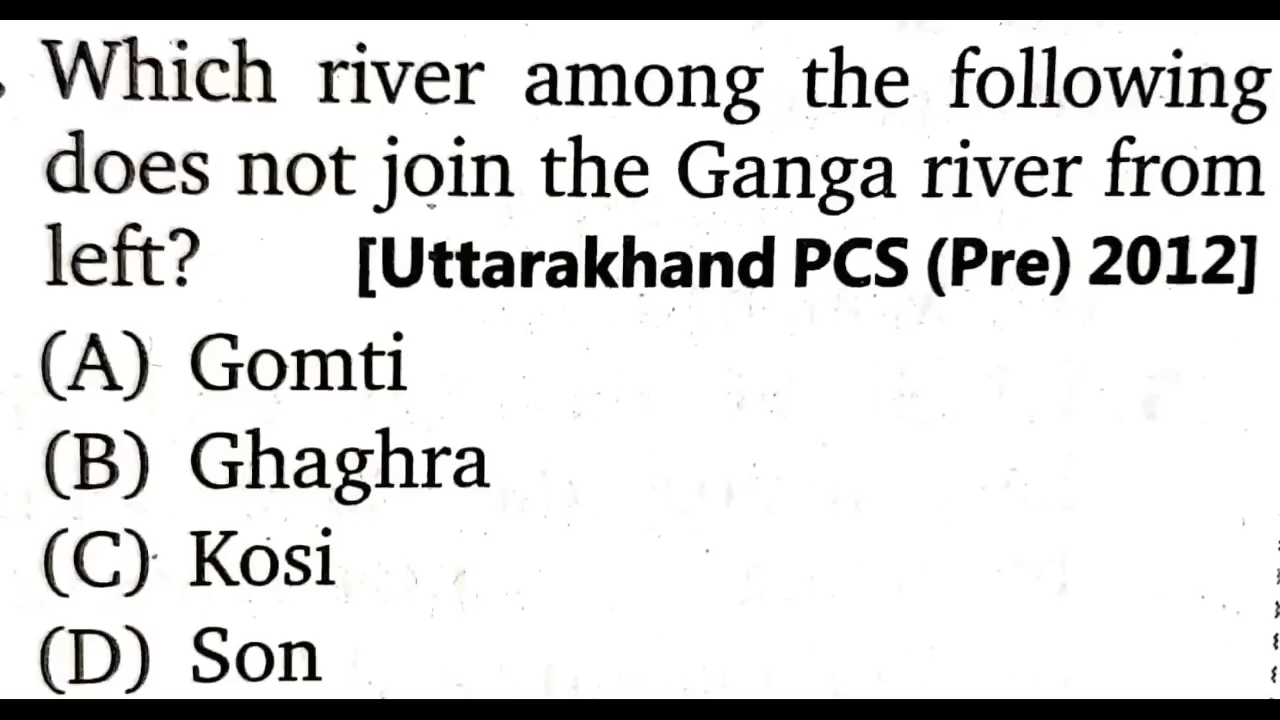 Which river among the following
does not join the Ganga river from
left? [Uttarakhand PCS (Pre) 2012]
(A) Gomti
(B) Ghaghra
(C) Kosi
(D) Son